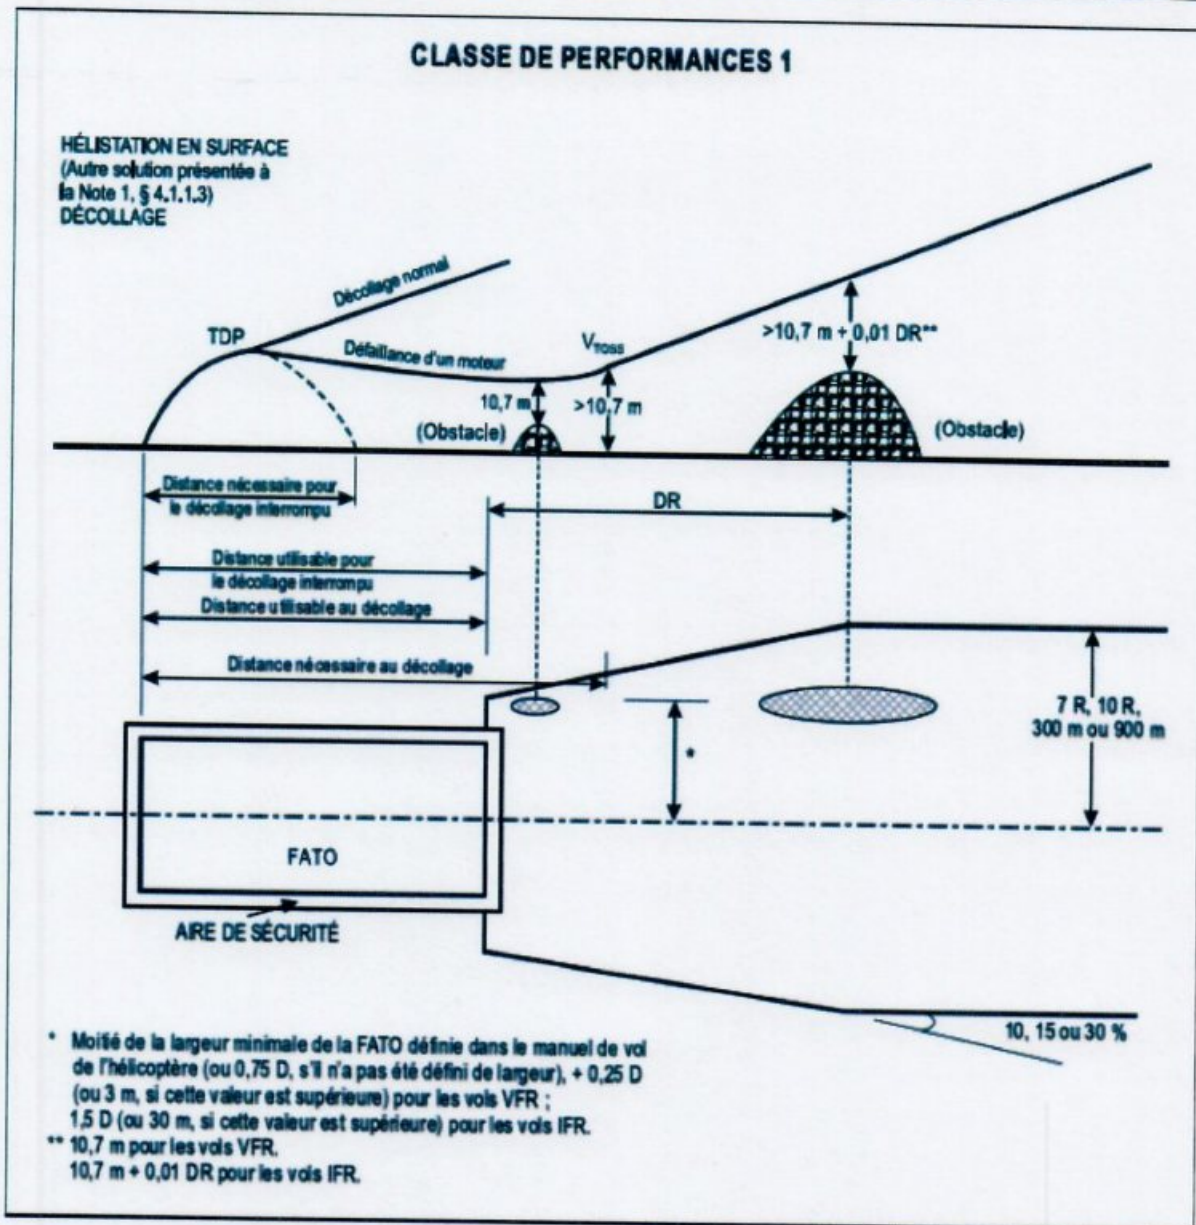 CLASSE DE PERFORMANCES 1
HÉLISTATION EN SURFACE
(Autre solution présentée à
la Note 1, § 4.1.1.3)
DÉCOLLAGE
Décollage normal
TDP
Défaillance d'un moteur
VTOSS
>10,7 m + 0,01 DR**
10,7 m
>10,7 m
(Obstacle)
(Obstacle)
Distance nécessaire pour
le décollage interrompu
DR
Distance utilisable pour
le décollage interrompu
Distance utilisable au décollage
Distance nécessaire au décollage
7 R, 10 R,
300 m ou 900 m
*
FATO
AIRE DE SÉCURITÉ
10, 15 ou 30 %
* Moitié de la largeur minimale de la FATO définie dans le manuel de vol
de l'hélicoptère (ou 0,75 D, s'il n'a pas été défini de largeur), + 0,25 D
(ou 3 m, si cette valeur est supérieure) pour les vols VFR ;
1,5 D (ou 30 m, si cette valeur est supérieure) pour les vols IFR.
** 10,7 m pour les vols VFR.
10,7 m + 0,01 DR pour les vols IFR.